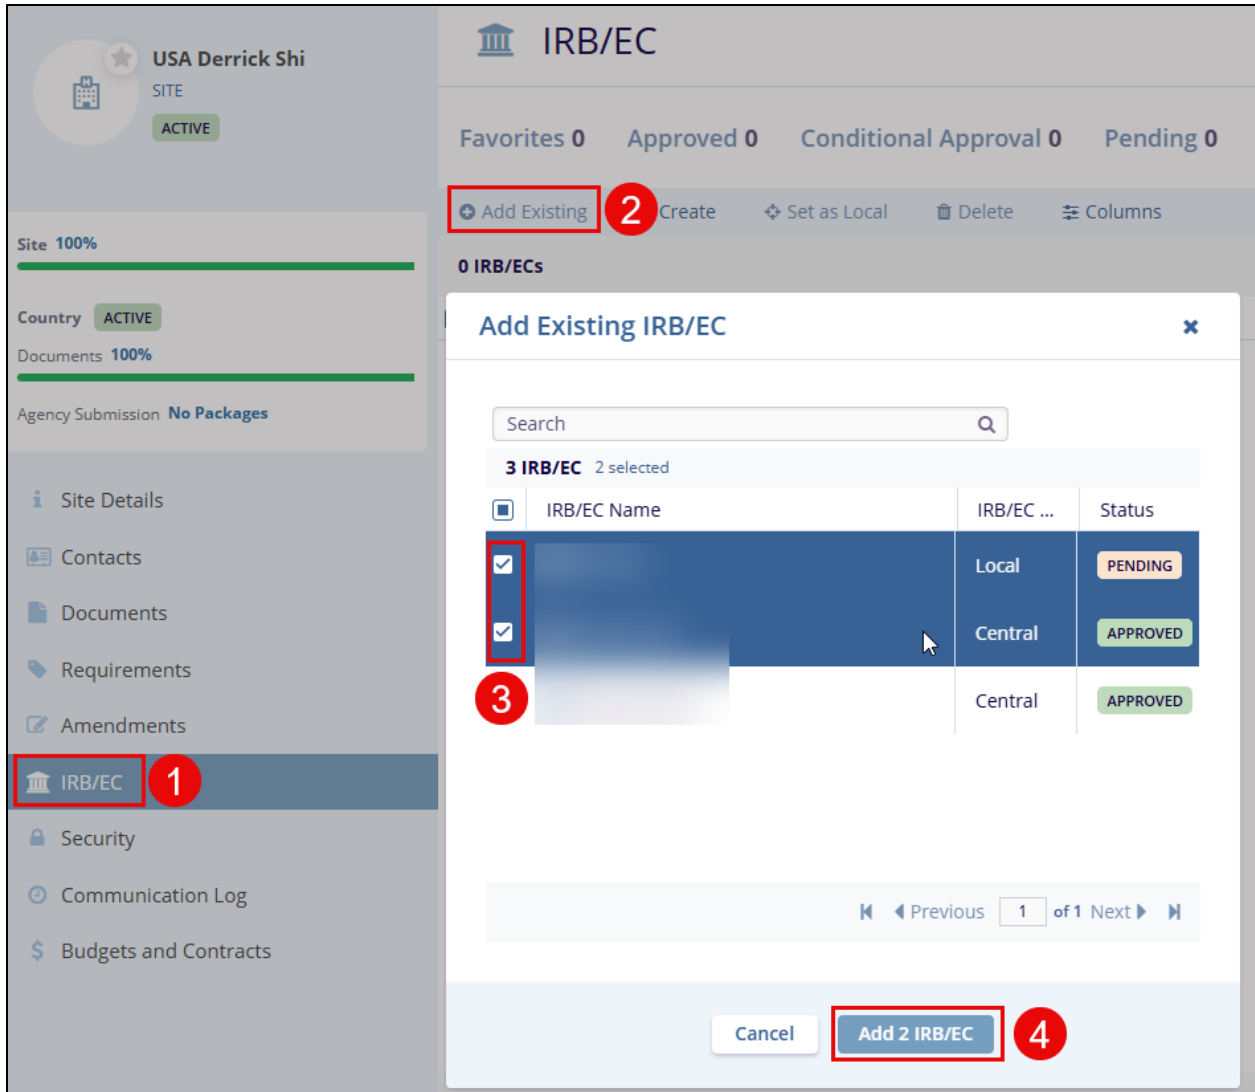 USA Derrick Shi
SITE
ACTIVE
Site 100%
Country ACTIVE
Documents 100%
Agency Submission No Packages
Site Details
Contacts
Documents
Requirements
Amendments
IRB/EC 1
Security
Communication Log
Budgets and Contracts
IRB/EC
Favorites 0 Approved 0 Conditional Approval 0 Pending 0
Add Existing 2 Create Set as Local Delete Columns
0 IRB/ECs
Add Existing IRB/EC
Search
3 IRB/EC 2 selected
IRB/EC Name IRB/EC ... Status
Local PENDING
Central APPROVED
3 Central APPROVED
Previous 1 of 1 Next
Cancel Add 2 IRB/EC 4